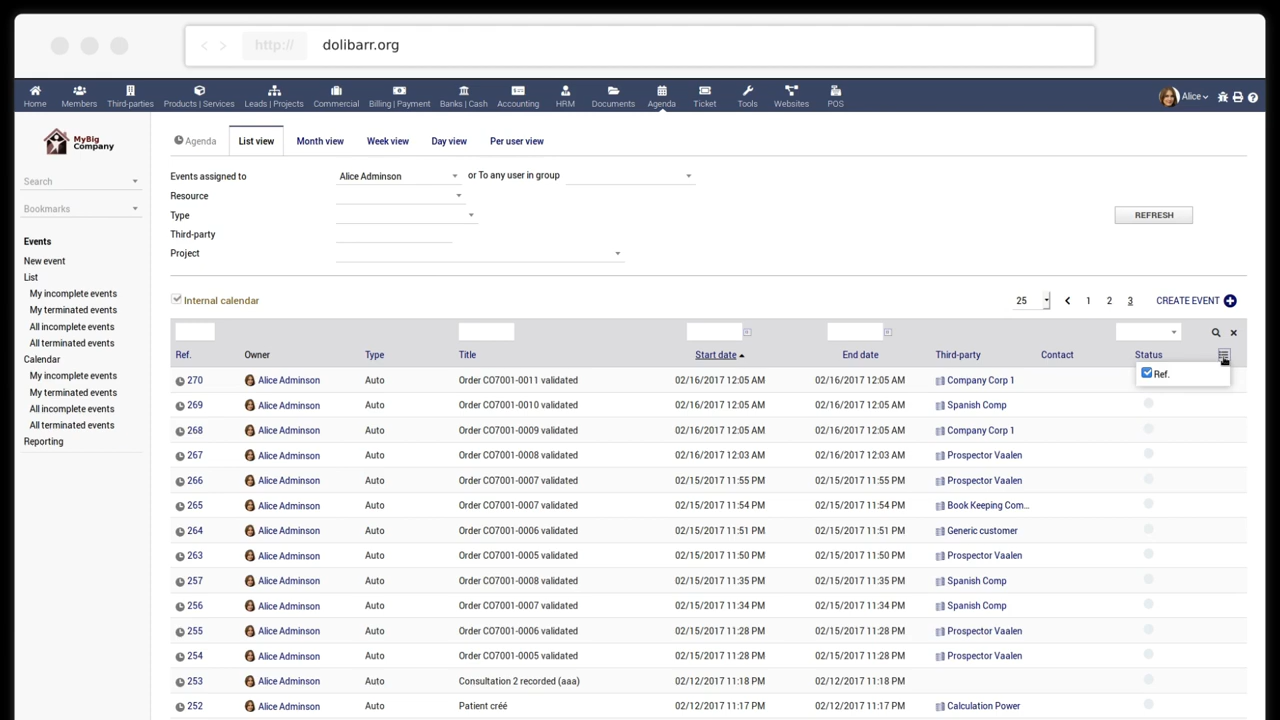 http:// dolibarr.org
Home Members Third-parties Products | Services Leads | Projects Commercial Billing | Payment Banks | Cash Accounting HRM Documents Agenda Ticket Tools Websites POS Alice
MyBig
Company
Search
Bookmarks
Events
New event
List
My incomplete events
My terminated events
All incomplete events
All terminated events
Calendar
My incomplete events
My terminated events
All incomplete events
All terminated events
Reporting
Agenda List view Month view Week view Day view Per user view
Events assigned to Alice Adminson or To any user in group
Resource
Type
Third-party
Project
REFRESH
Internal calendar 25 1 2 3 CREATE EVENT
Ref. Owner Type Title Start date End date Third-party Contact Status
Ref.
270 Alice Adminson Auto Order CO7001-0011 validated 02/16/2017 12:05 AM 02/16/2017 12:05 AM Company Corp 1
269 Alice Adminson Auto Order CO7001-0010 validated 02/16/2017 12:05 AM 02/16/2017 12:05 AM Spanish Comp
268 Alice Adminson Auto Order CO7001-0009 validated 02/16/2017 12:05 AM 02/16/2017 12:05 AM Company Corp 1
267 Alice Adminson Auto Order CO7001-0008 validated 02/16/2017 12:03 AM 02/16/2017 12:03 AM Prospector Vaalen
266 Alice Adminson Auto Order CO7001-0007 validated 02/15/2017 11:55 PM 02/15/2017 11:55 PM Prospector Vaalen
265 Alice Adminson Auto Order CO7001-0007 validated 02/15/2017 11:54 PM 02/15/2017 11:54 PM Book Keeping Com...
264 Alice Adminson Auto Order CO7001-0006 validated 02/15/2017 11:51 PM 02/15/2017 11:51 PM Generic customer
263 Alice Adminson Auto Order CO7001-0005 validated 02/15/2017 11:50 PM 02/15/2017 11:50 PM Prospector Vaalen
257 Alice Adminson Auto Order CO7001-0008 validated 02/15/2017 11:35 PM 02/15/2017 11:35 PM Spanish Comp
256 Alice Adminson Auto Order CO7001-0007 validated 02/15/2017 11:34 PM 02/15/2017 11:34 PM Spanish Comp
255 Alice Adminson Auto Order CO7001-0006 validated 02/15/2017 11:28 PM 02/15/2017 11:28 PM Prospector Vaalen
254 Alice Adminson Auto Order CO7001-0005 validated 02/15/2017 11:28 PM 02/15/2017 11:28 PM Prospector Vaalen
253 Alice Adminson Auto Consultation 2 recorded (aaa) 02/12/2017 11:18 PM 02/12/2017 11:18 PM
252 Alice Adminson Auto Patient créé 02/12/2017 11:17 PM 02/12/2017 11:17 PM Calculation Power